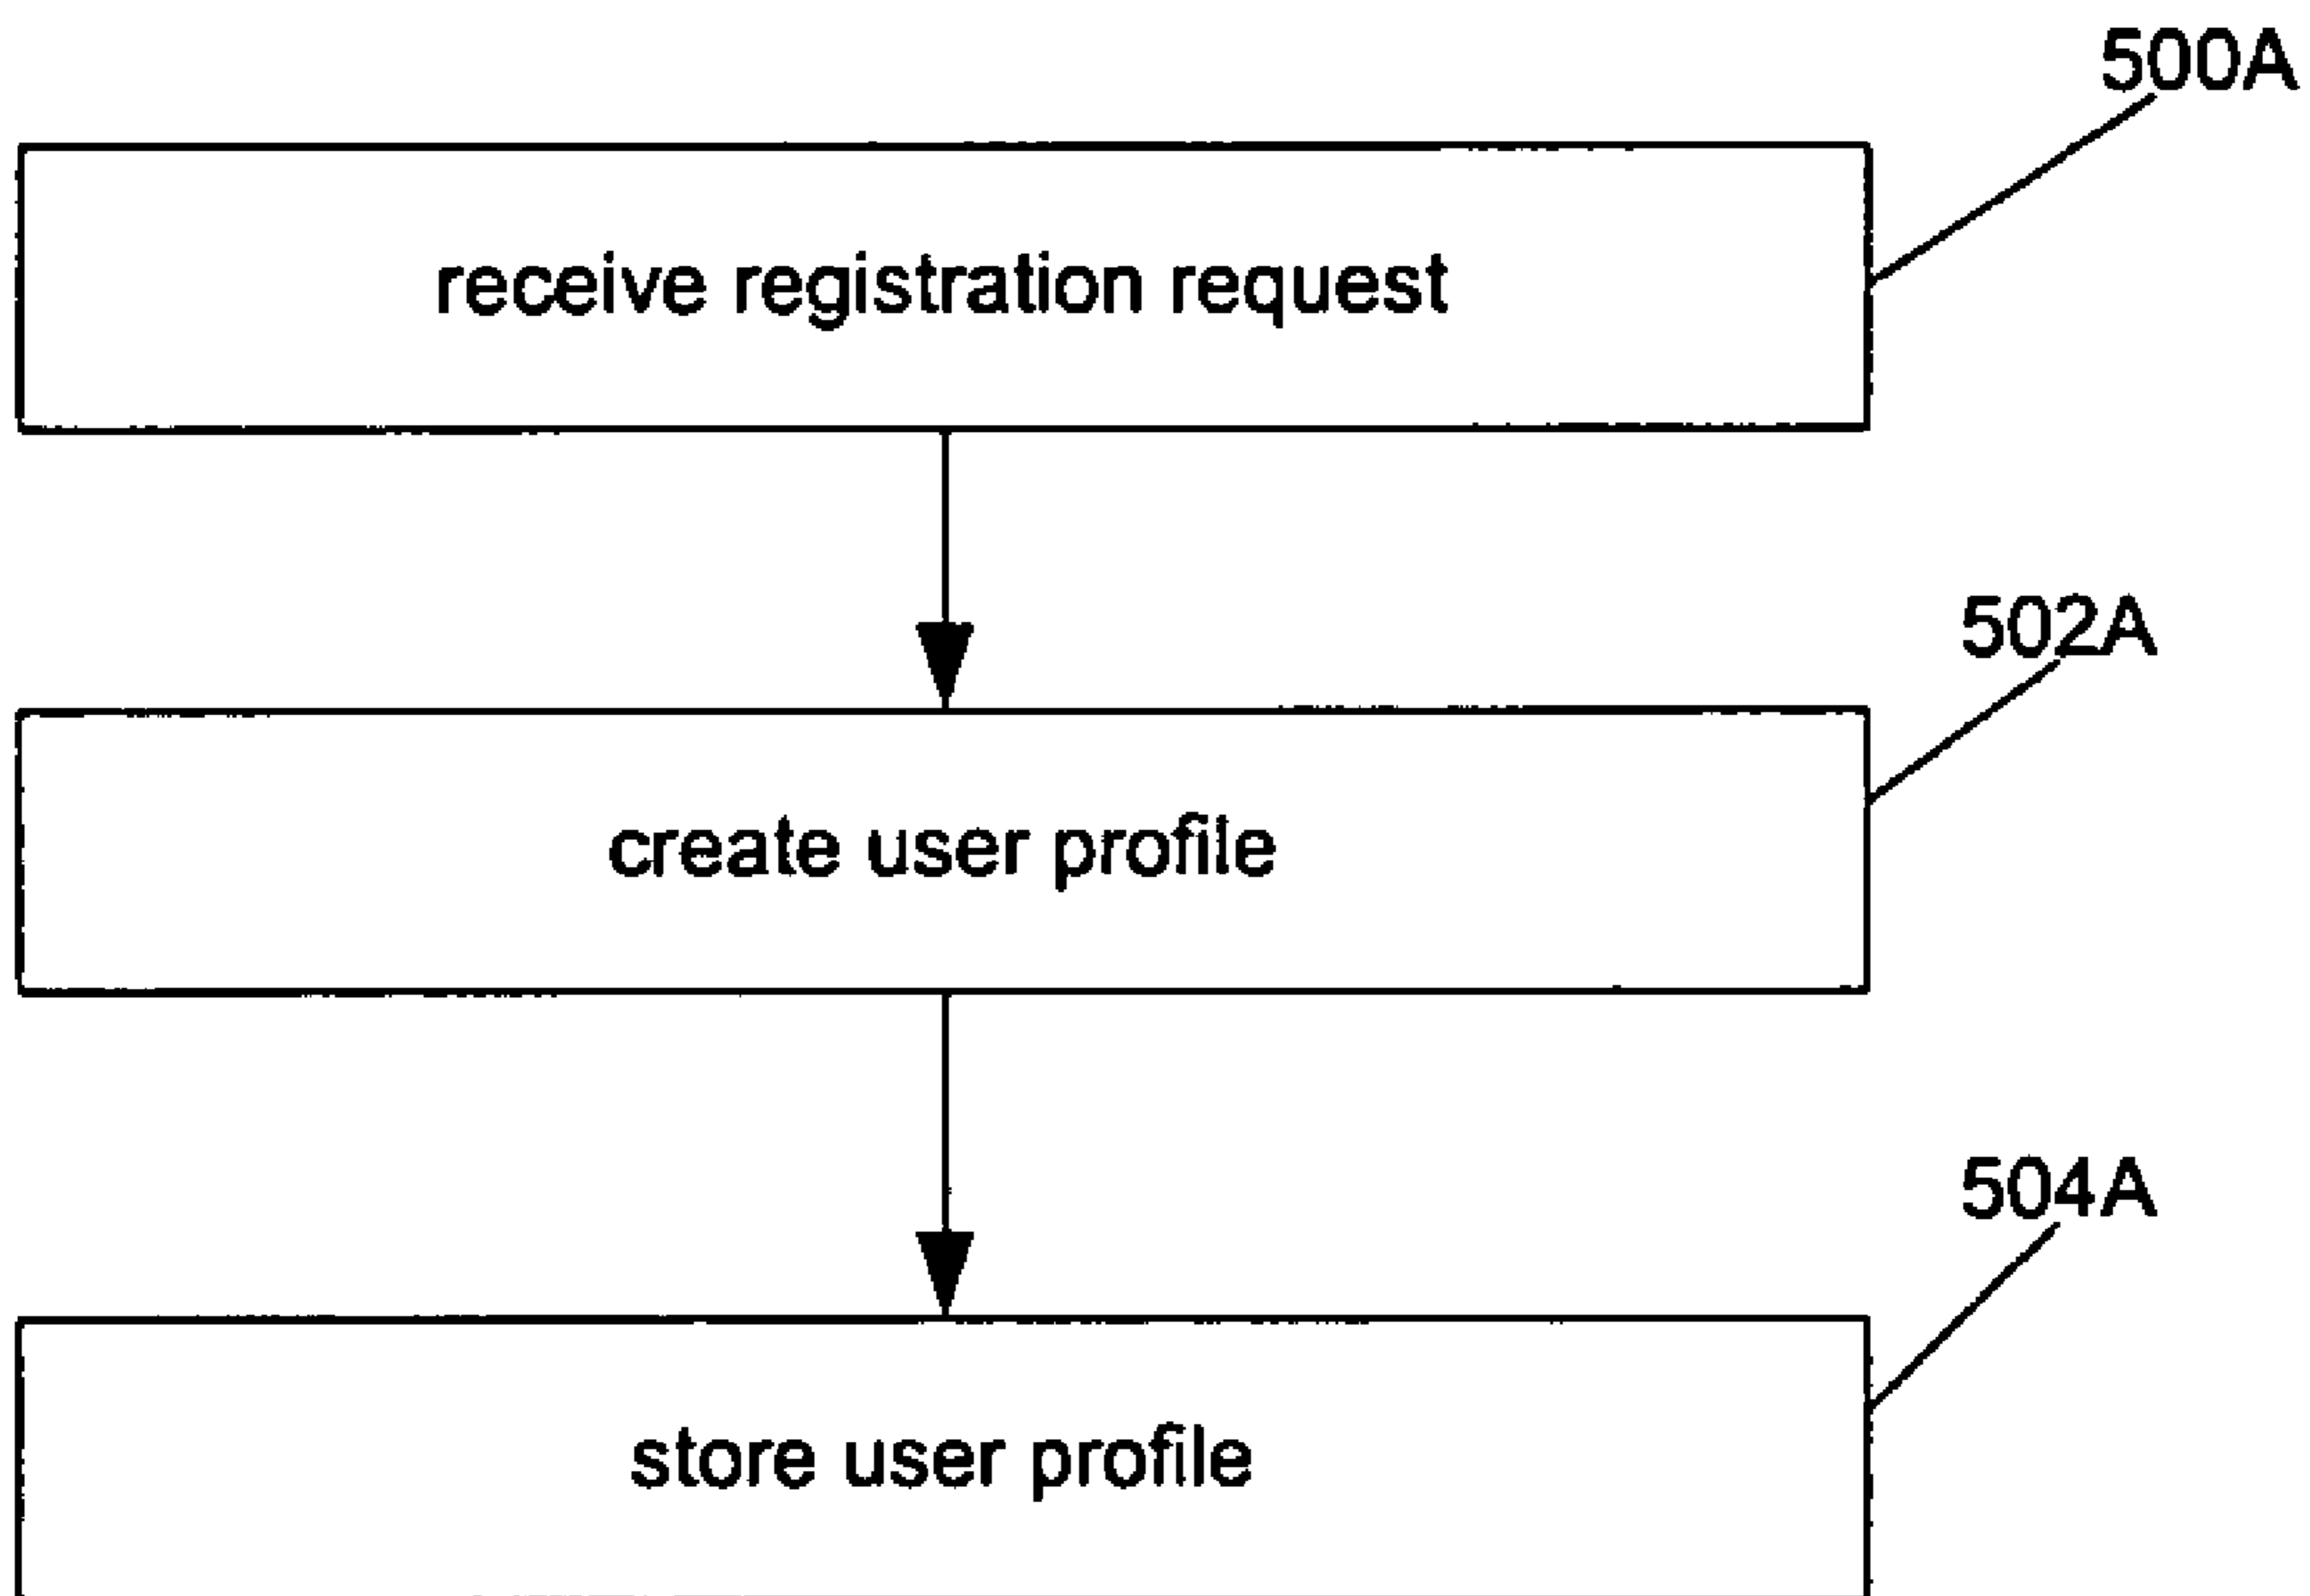 500A
receive registration request
502A
create user profile
504A
store user profile